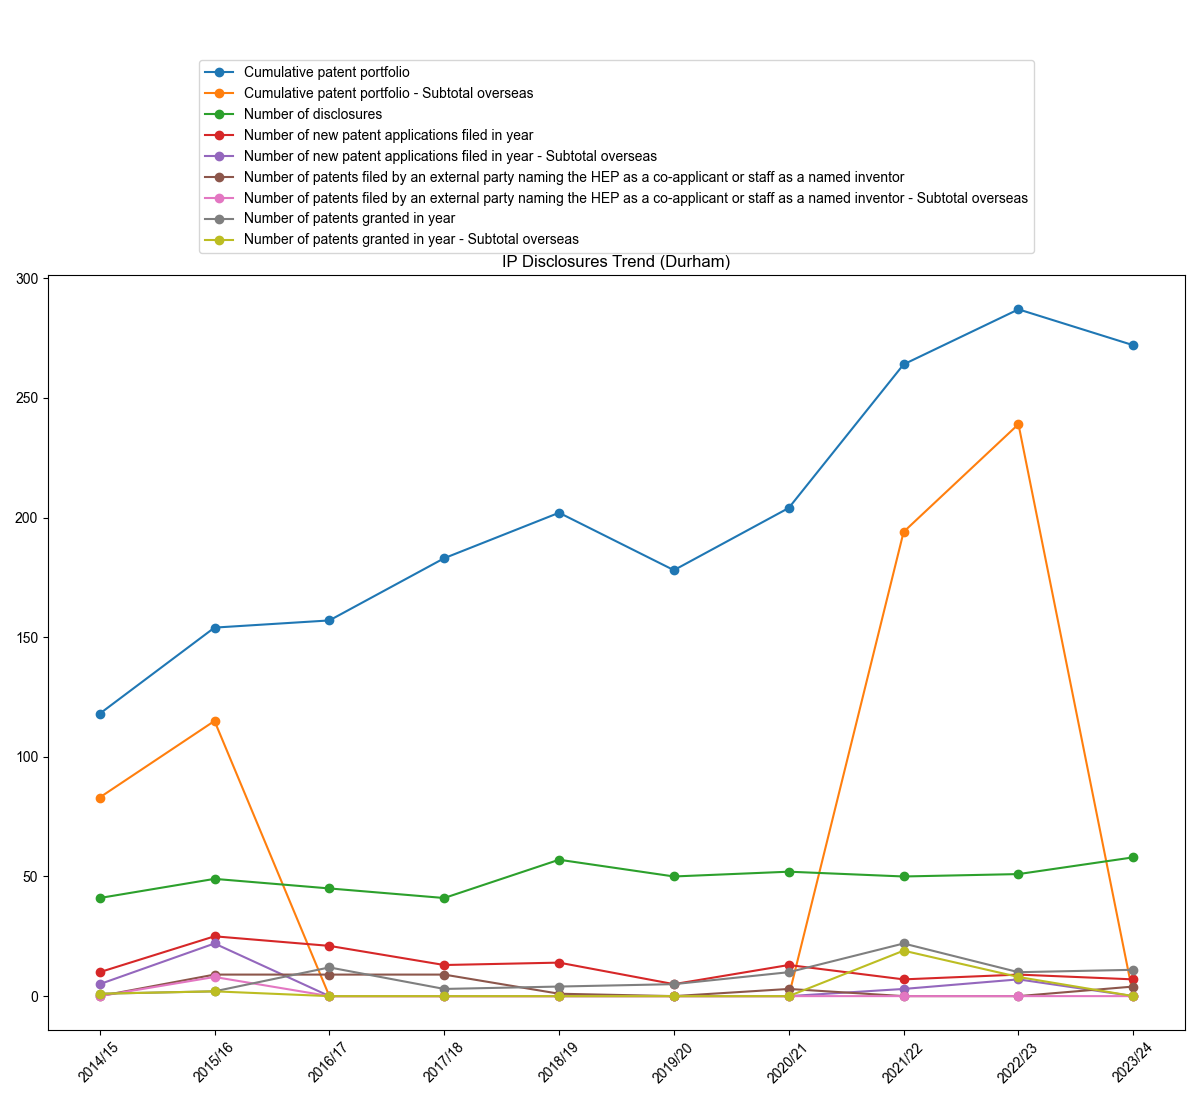 Cumulative patent portfolio
Cumulative patent portfolio - Subtotal overseas
Number of disclosures
Number of new patent applications filed in year
Number of new patent applications filed in year - Subtotal overseas
Number of patents filed by an external party naming the HEP as a co-applicant or staff as a named inventor
Number of patents filed by an external party naming the HEP as a co-applicant or staff as a named inventor - Subtotal overseas
Number of patents granted in year
Number of patents granted in year - Subtotal overseas
IP Disclosures Trend (Durham)
300
250
200
150
100
50
0
2014/15
2015/16
2016/17
2017/18
2018/19
2019/20
2020/21
2021/22
2022/23
2023/24